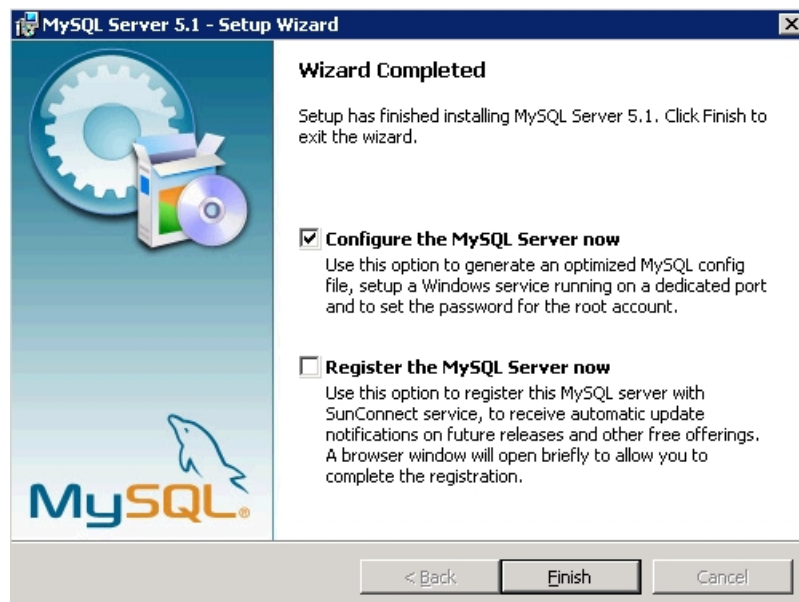 MySQL Server 5.1 - Setup Wizard
Wizard Completed
Setup has finished installing MySQL Server 5.1. Click Finish to
exit the wizard.
Configure the MySQL Server now
Use this option to generate an optimized MySQL config
file, setup a Windows service running on a dedicated port
and to set the password for the root account.
Register the MySQL Server now
Use this option to register this MySQL server with
SunConnect service, to receive automatic update
notifications on future releases and other free offerings.
A browser window will open briefly to allow you to
complete the registration.
MySQL®
< Back
Finish
Cancel